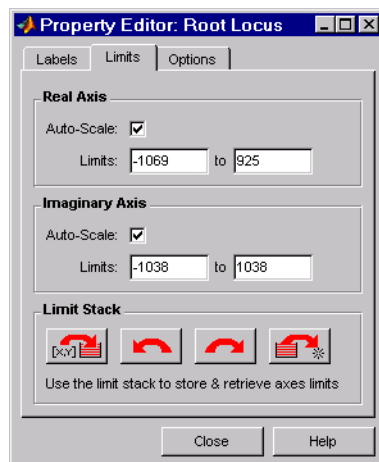 Property Editor: Root Locus
Labels Limits Options
Real Axis
Auto-Scale:
Limits: -1069 to 925
Imaginary Axis
Auto-Scale:
Limits: -1038 to 1038
Limit Stack
[X,Y]
Use the limit stack to store & retrieve axes limits
Close Help